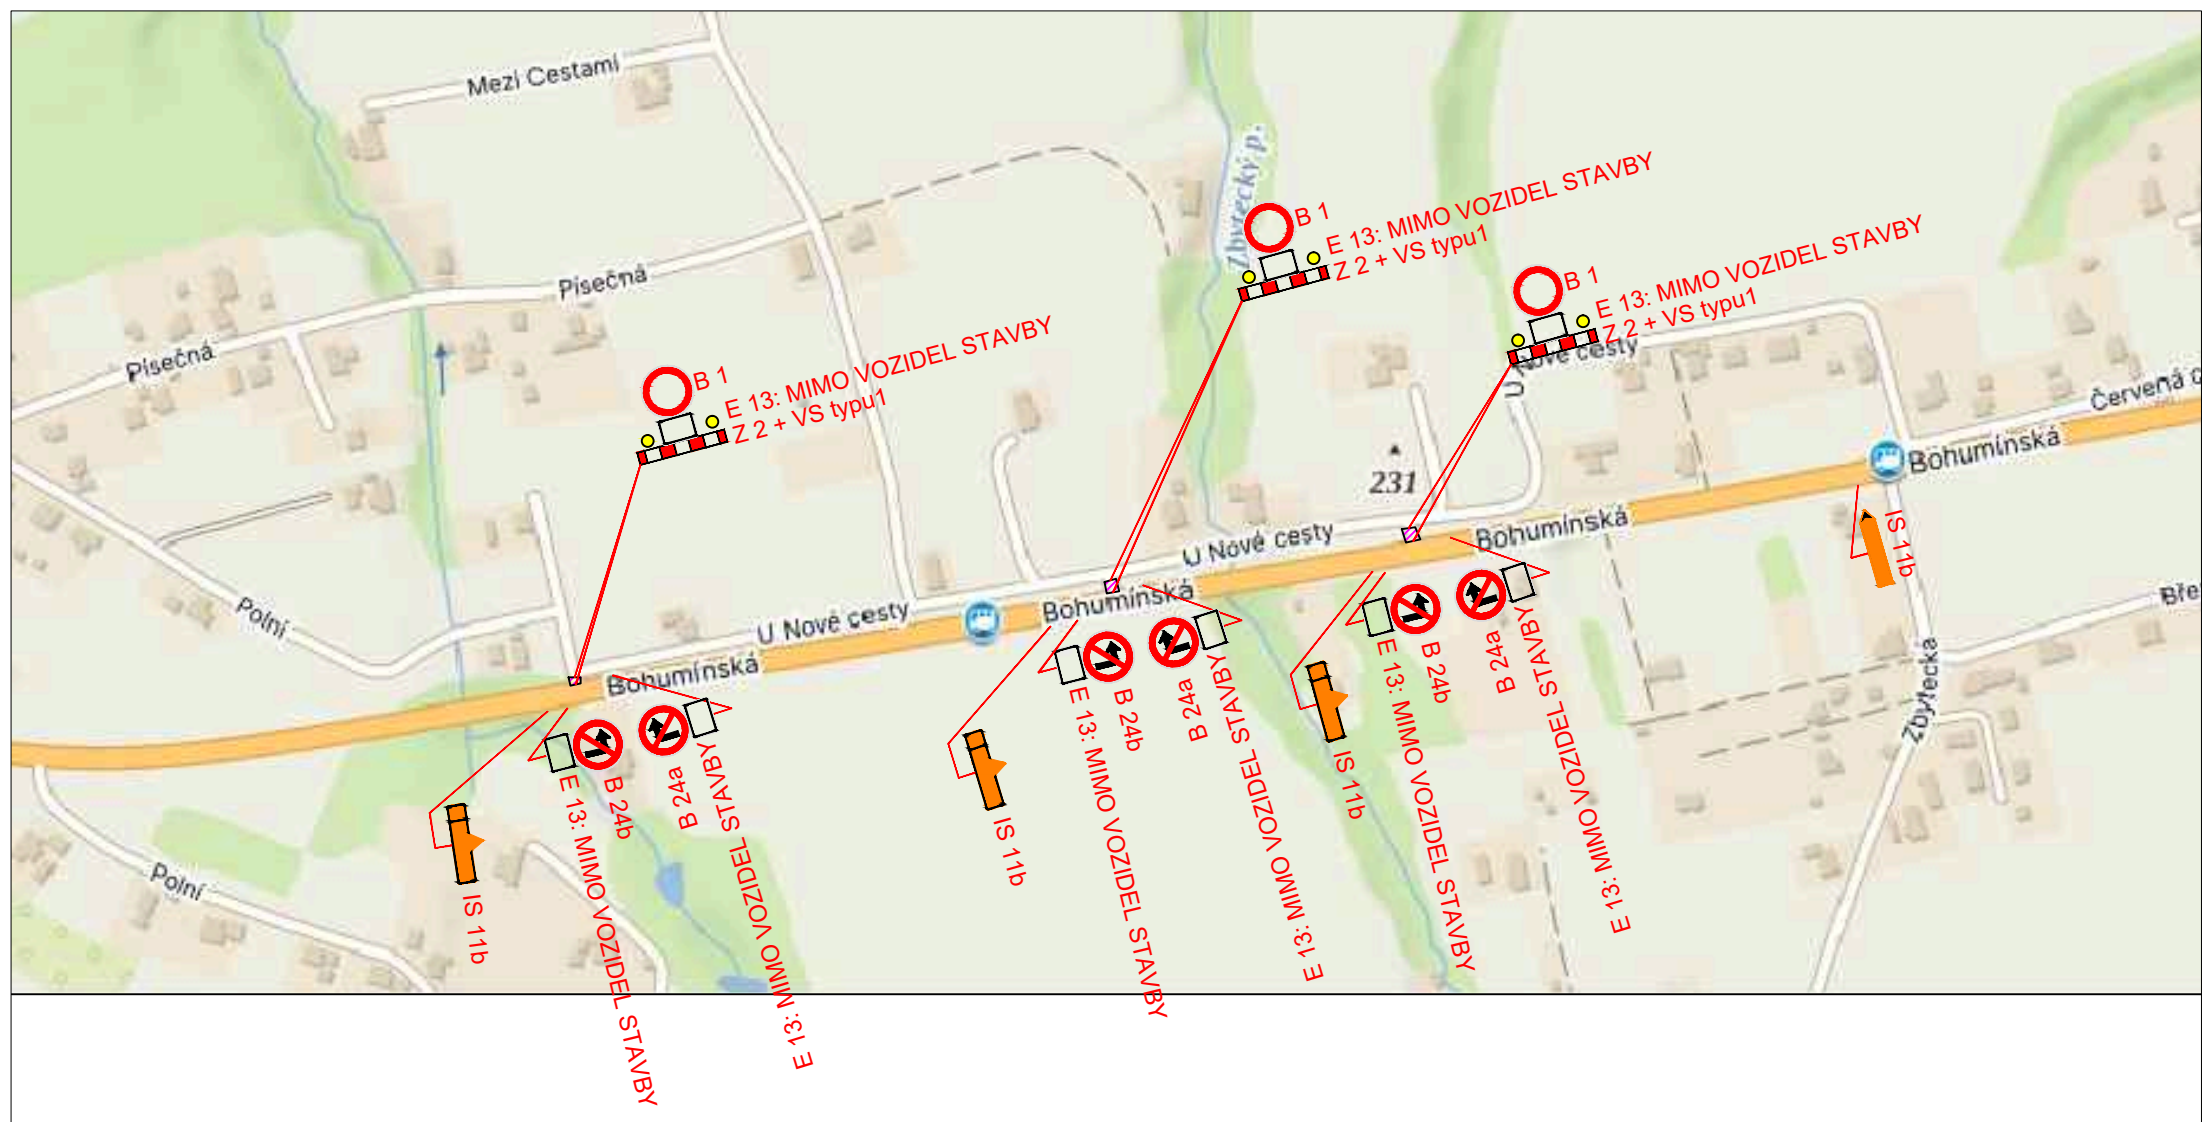 Mezi Cestami
Zbytecký p.
B 1
E 13: MIMO VOZIDEL STAVBY
Z 2 + VS typu1
B 1
E 13: MIMO VOZIDEL STAVBY
Z 2 + VS typu1
Písečná
Písečná
B 1
E 13: MIMO VOZIDEL STAVBY
Z 2 + VS typu1
U Nové cesty
Červená c
Bohumínská
231
IS 11b
U Nové cesty
Bohumínská
Bohumínská
U Nové cesty
Bohumínská
Polní
Bře
Zbytecká
E 13: MIMO VOZIDEL STAVBY
B 24b
B 24a
E 13: MIMO VOZIDEL STAVBY
IS 11b
E 13: MIMO VOZIDEL STAVBY
B 24b
B 24a
E 13: MIMO VOZIDEL STAVBY
IS 11b
E 13: MIMO VOZIDEL STAVBY
B 24b
B 24a
E 13: MIMO VOZIDEL STAVBY
IS 11b
Polní